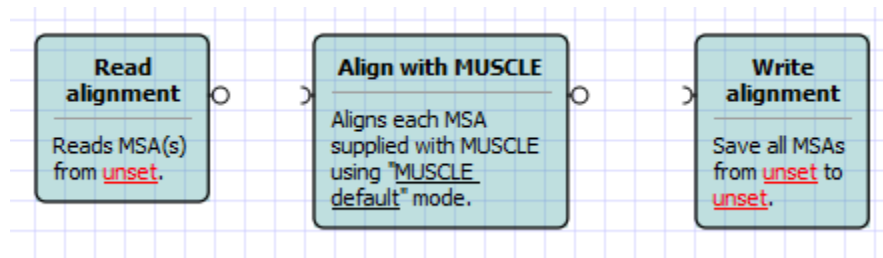 Read
alignment
Reads MSA(s)
from unset.
Align with MUSCLE
Aligns each MSA
supplied with MUSCLE
using "MUSCLE
default" mode.
Write
alignment
Save all MSAs
from unset to
unset.